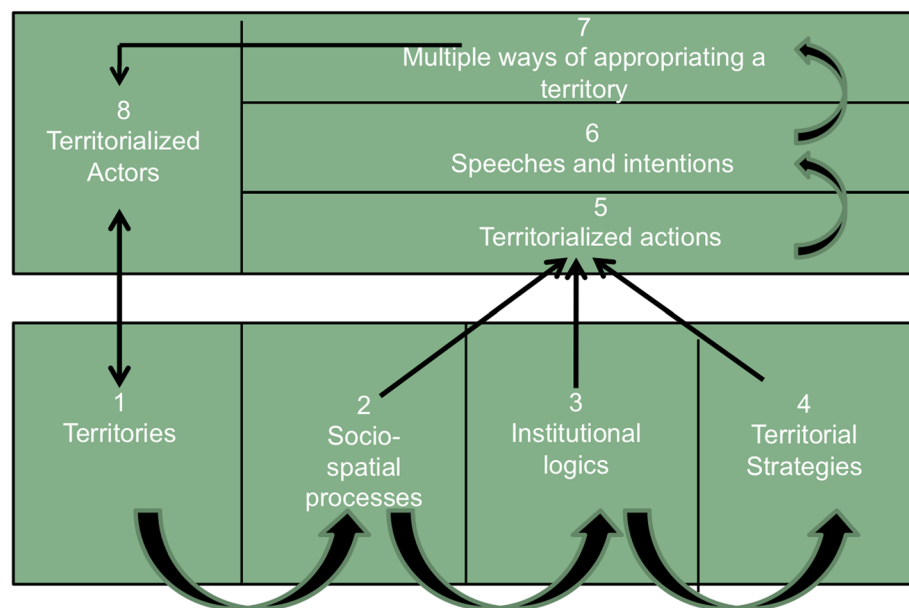 7
Multiple ways of appropriating a
territory
8
Territorialized
Actors
6
Speeches and intentions
5
Territorialized actions
1
Territories
2
Socio-
spatial
processes
3
Institutional
logics
4
Territorial
Strategies